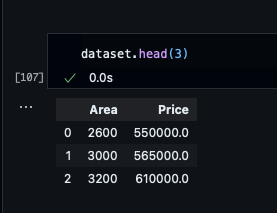 dataset.head(3)
[107] ✓ 0.0s
...
Area Price
0 2600 550000.0
1 3000 565000.0
2 3200 610000.0